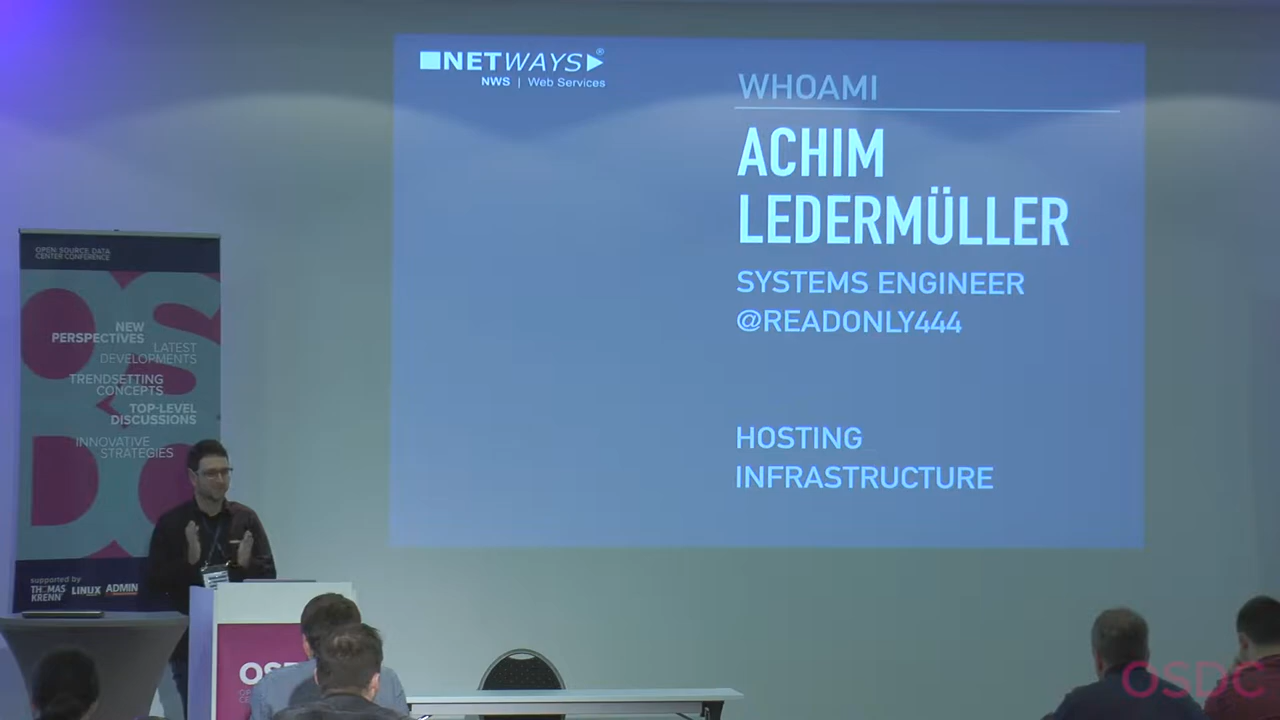 NETWAYS®
NWS | Web Services
WHOAMI
ACHIM
LEDERMÜLLER
SYSTEMS ENGINEER
@READONLY444
HOSTING
INFRASTRUCTURE
OPEN SOURCE DATA
CENTER CONFERENCE
NEW
PERSPECTIVES
LATEST
DEVELOPMENTS
TRENDSETTING
CONCEPTS
TOP-LEVEL
DISCUSSIONS
INNOVATIVE
STRATEGIES
supported by
THOMAS
KRENN
LINUX
ADMIN
OSDC